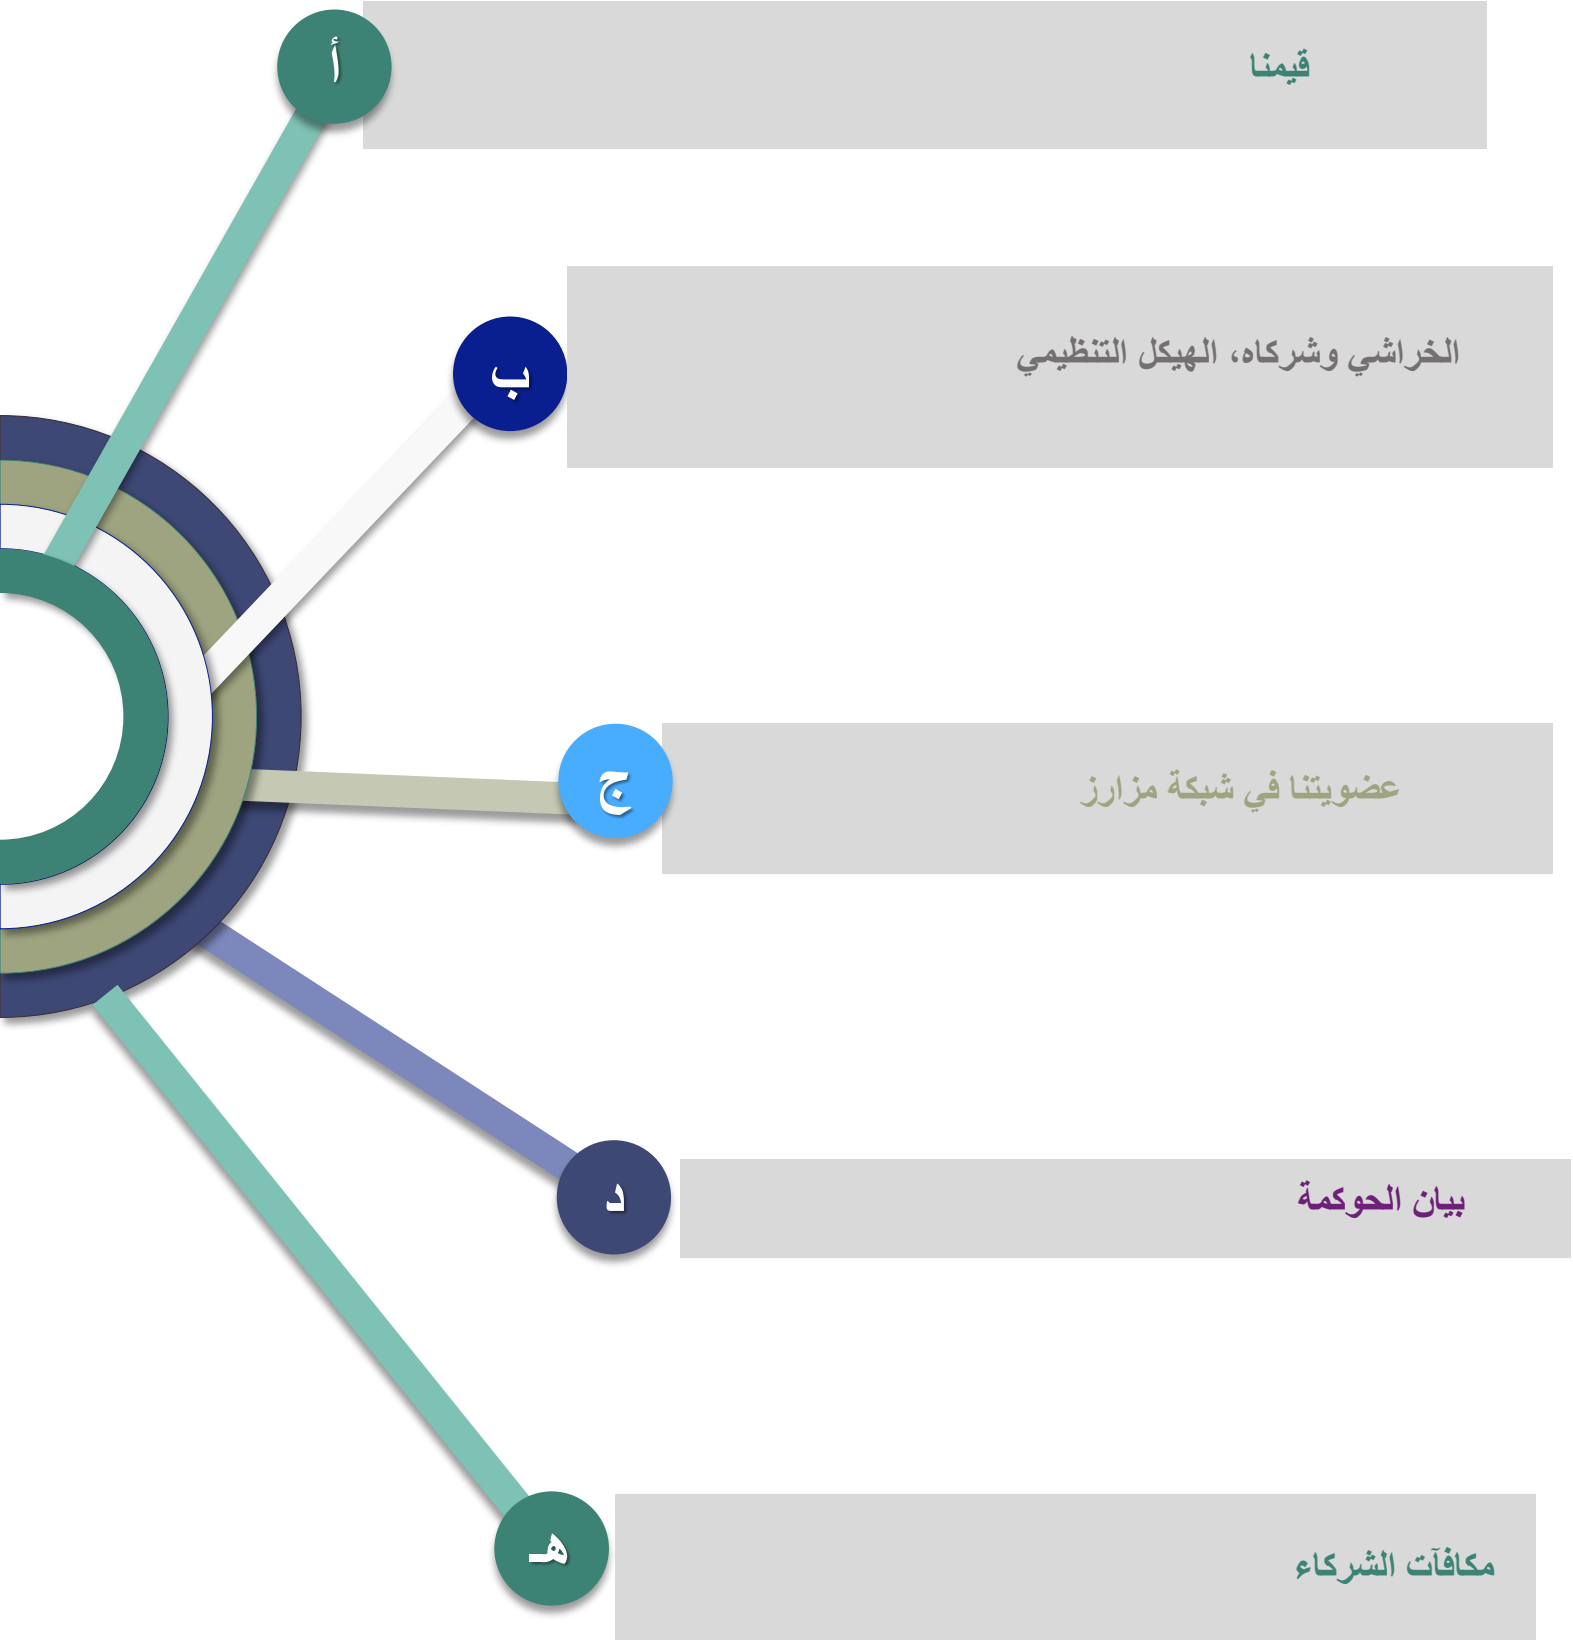 أ
قيمنا
ب
الخراشي وشركاه، الهيكل التنظيمي
ج
عضويتنا في شبكة مزارز
د
بيان الحوكمة
هـ
مكافآت الشركاء